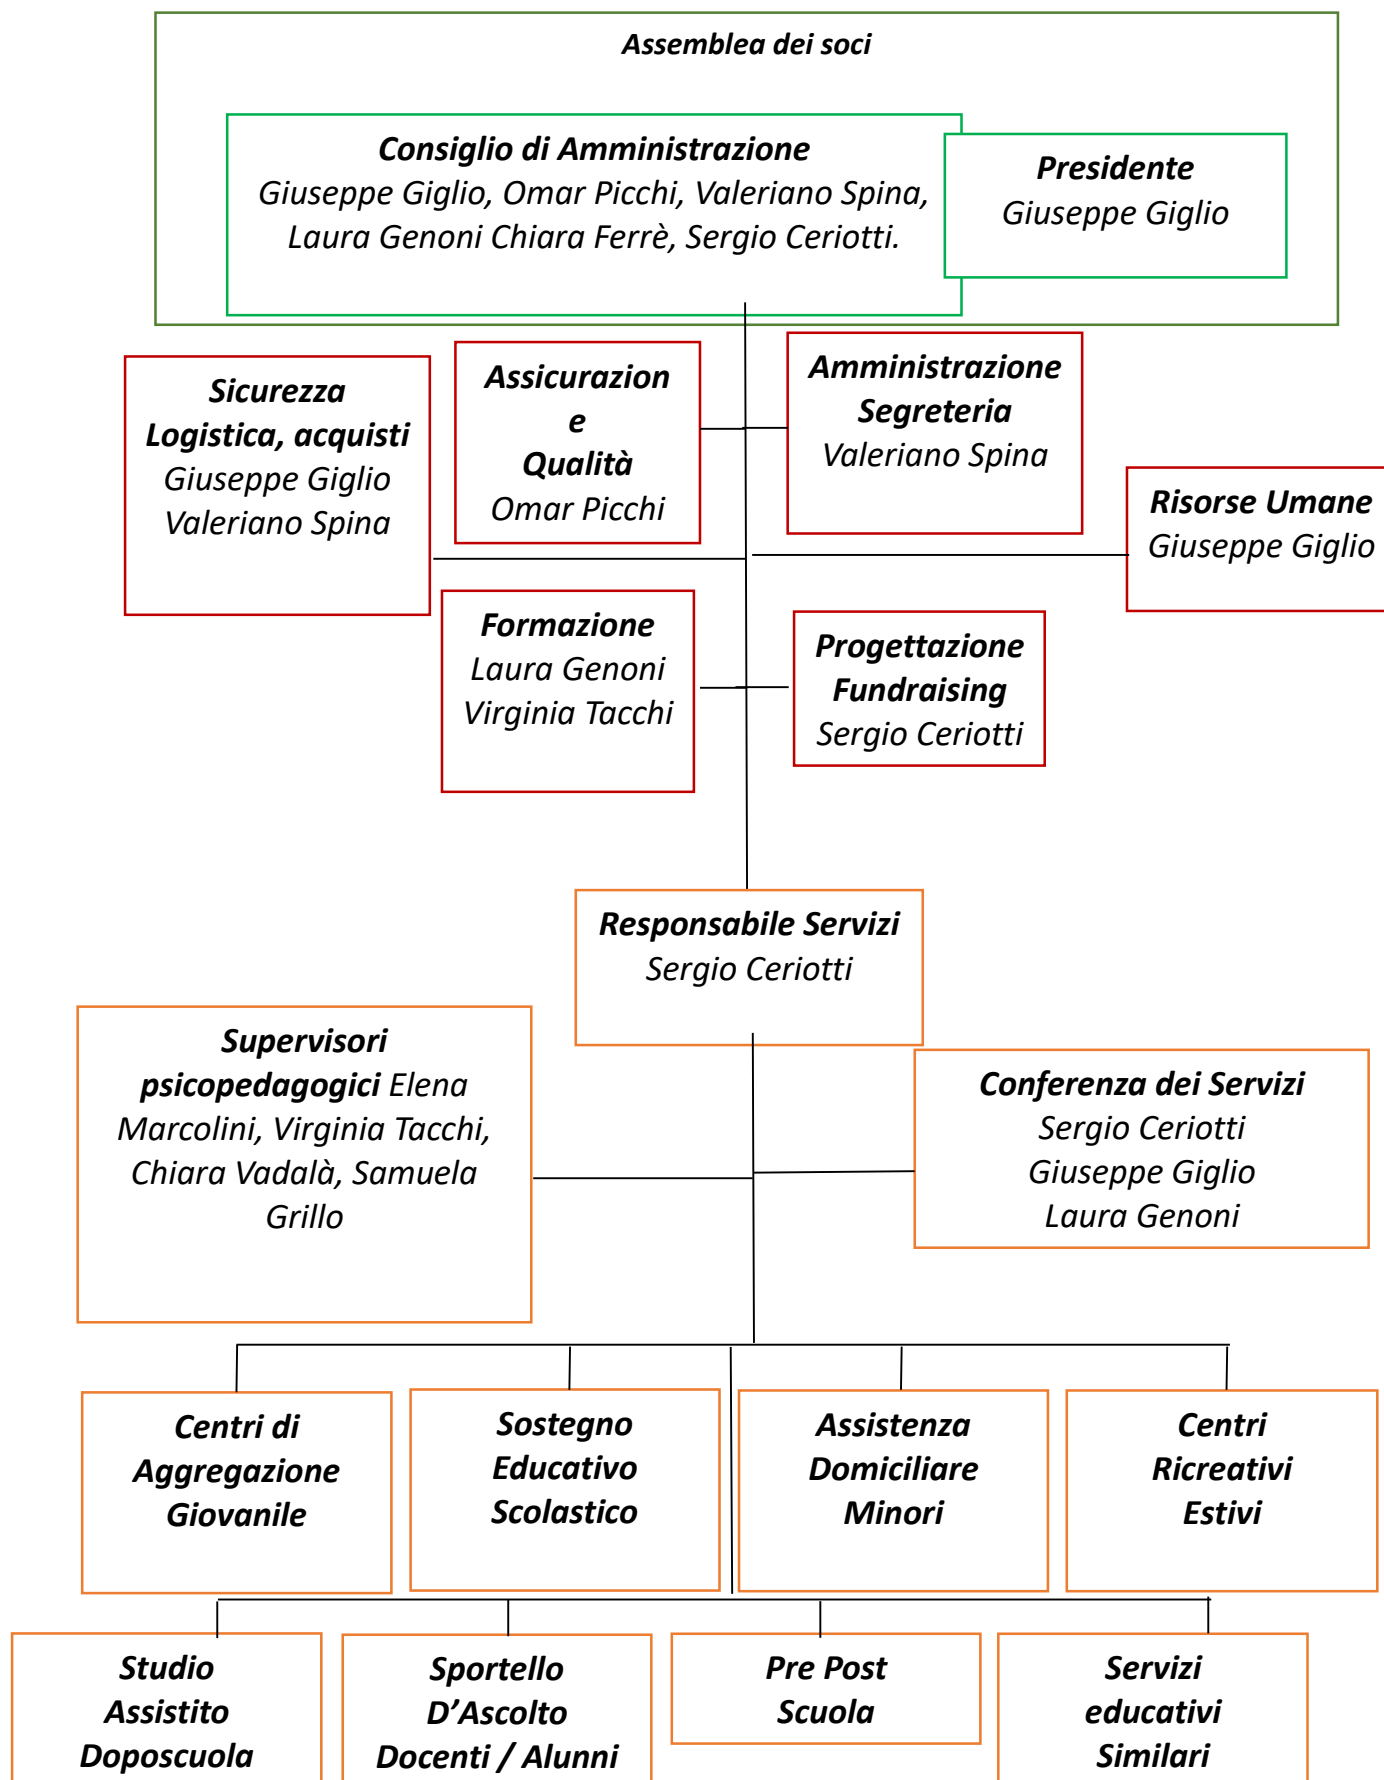 Assemblea dei soci
Consiglio di Amministrazione
Giuseppe Giglio, Omar Picchi, Valeriano Spina,
Laura Genoni Chiara Ferrè, Sergio Ceriotti.
Presidente
Giuseppe Giglio
Sicurezza
Logistica, acquisti
Giuseppe Giglio
Valeriano Spina
Assicurazion
e
Qualità
Omar Picchi
Amministrazione
Segreteria
Valeriano Spina
Risorse Umane
Giuseppe Giglio
Formazione
Laura Genoni
Virginia Tacchi
Progettazione
Fundraising
Sergio Ceriotti
Responsabile Servizi
Sergio Ceriotti
Supervisori
psicopedagogici Elena
Marcolini, Virginia Tacchi,
Chiara Vadalà, Samuela
Grillo
Conferenza dei Servizi
Sergio Ceriotti
Giuseppe Giglio
Laura Genoni
Centri di
Aggregazione
Giovanile
Sostegno
Educativo
Scolastico
Assistenza
Domiciliare
Minori
Centri
Ricreativi
Estivi
Studio
Assistito
Doposcuola
Sportello
D’Ascolto
Docenti / Alunni
Pre Post
Scuola
Servizi
educativi
Similari